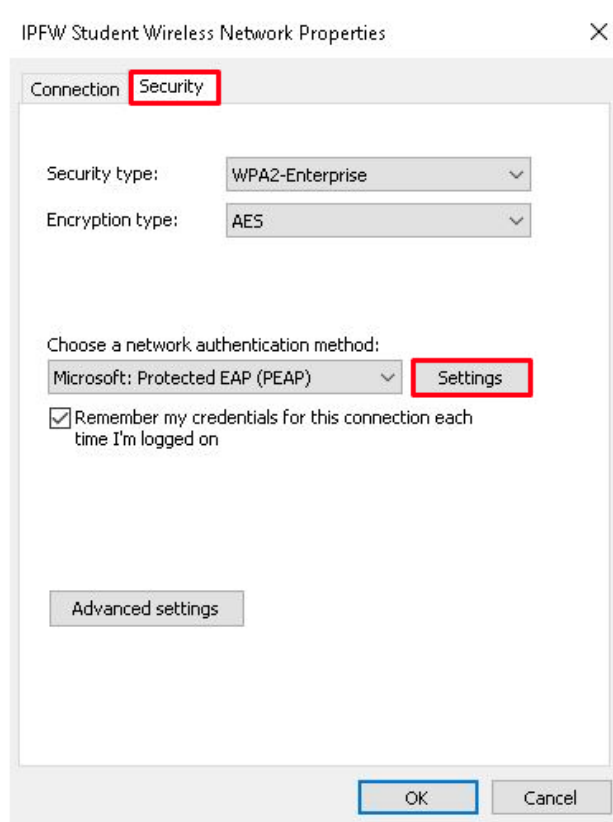 IPFW Student Wireless Network Properties
Connection Security
Security type: WPA2-Enterprise
Encryption type: AES
Choose a network authentication method:
Microsoft: Protected EAP (PEAP) Settings
Remember my credentials for this connection each
time I'm logged on
Advanced settings
OK Cancel